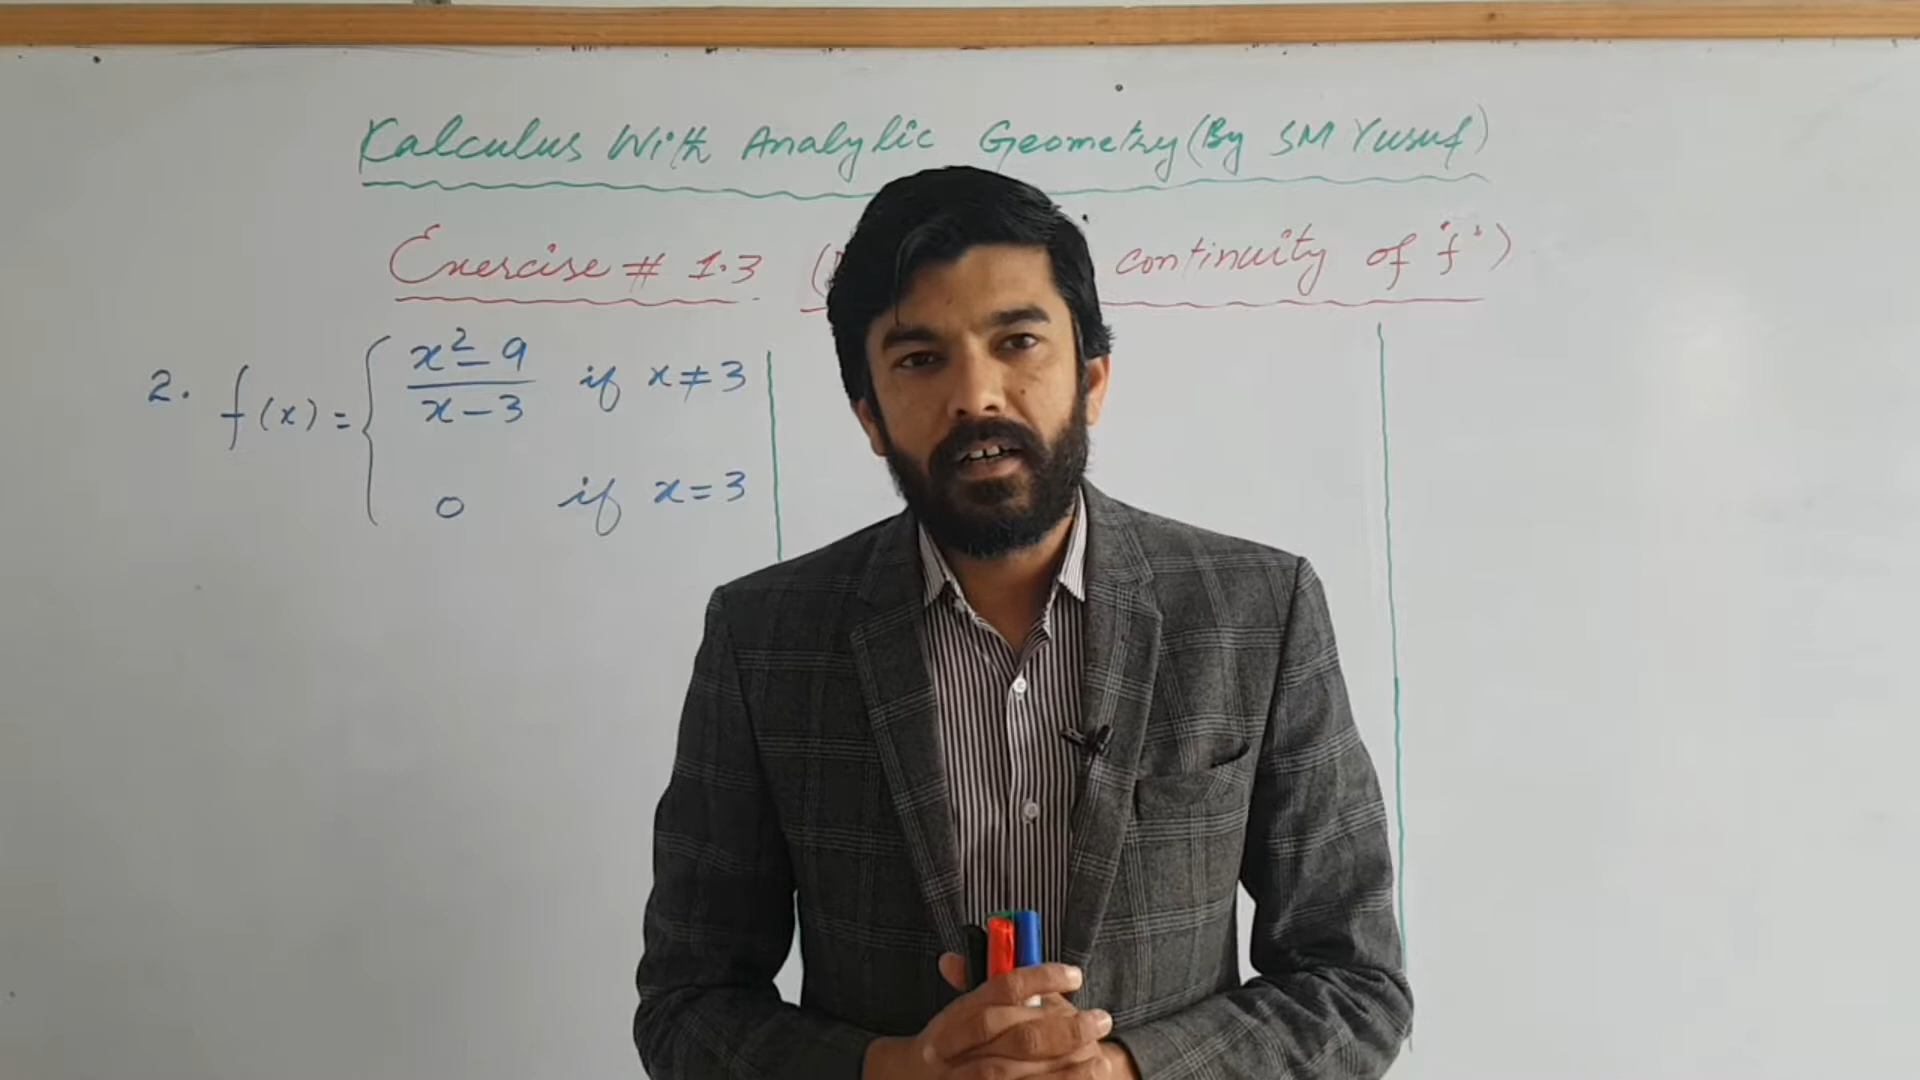 Kalculus With Analytic Geometry (By SM Yusuf)
Exercise # 1.3 ( continuity of 'f')
2. f(x) = { x² - 9 / x - 3 if x ≠ 3
0 if x = 3